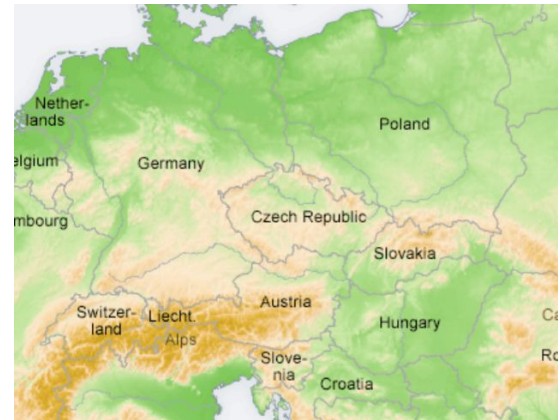 Nether-
lands
Poland
elgium
Germany
mbourg
Czech Republic
Slovakia
Switzer-
land
Liecht.
Austria
Alps
Hungary
Ca
Slove-
nia
Ro
Croatia